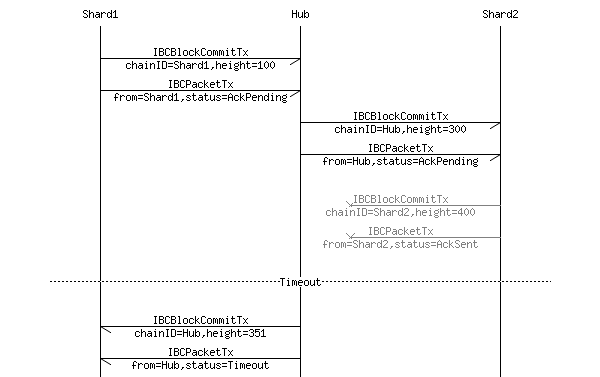 Shard1 Hub Shard2
IBCBlockCommitTx
chainID=Shard1,height=100
IBCPacketTx
from=Shard1,status=AckPending
IBCBlockCommitTx
chainID=Hub,height=300
IBCPacketTx
from=Hub,status=AckPending
IBCBlockCommitTx
chainID=Shard2,height=400
IBCPacketTx
from=Shard2,status=AckSent
Timeout
IBCBlockCommitTx
chainID=Hub,height=351
IBCPacketTx
from=Hub,status=Timeout